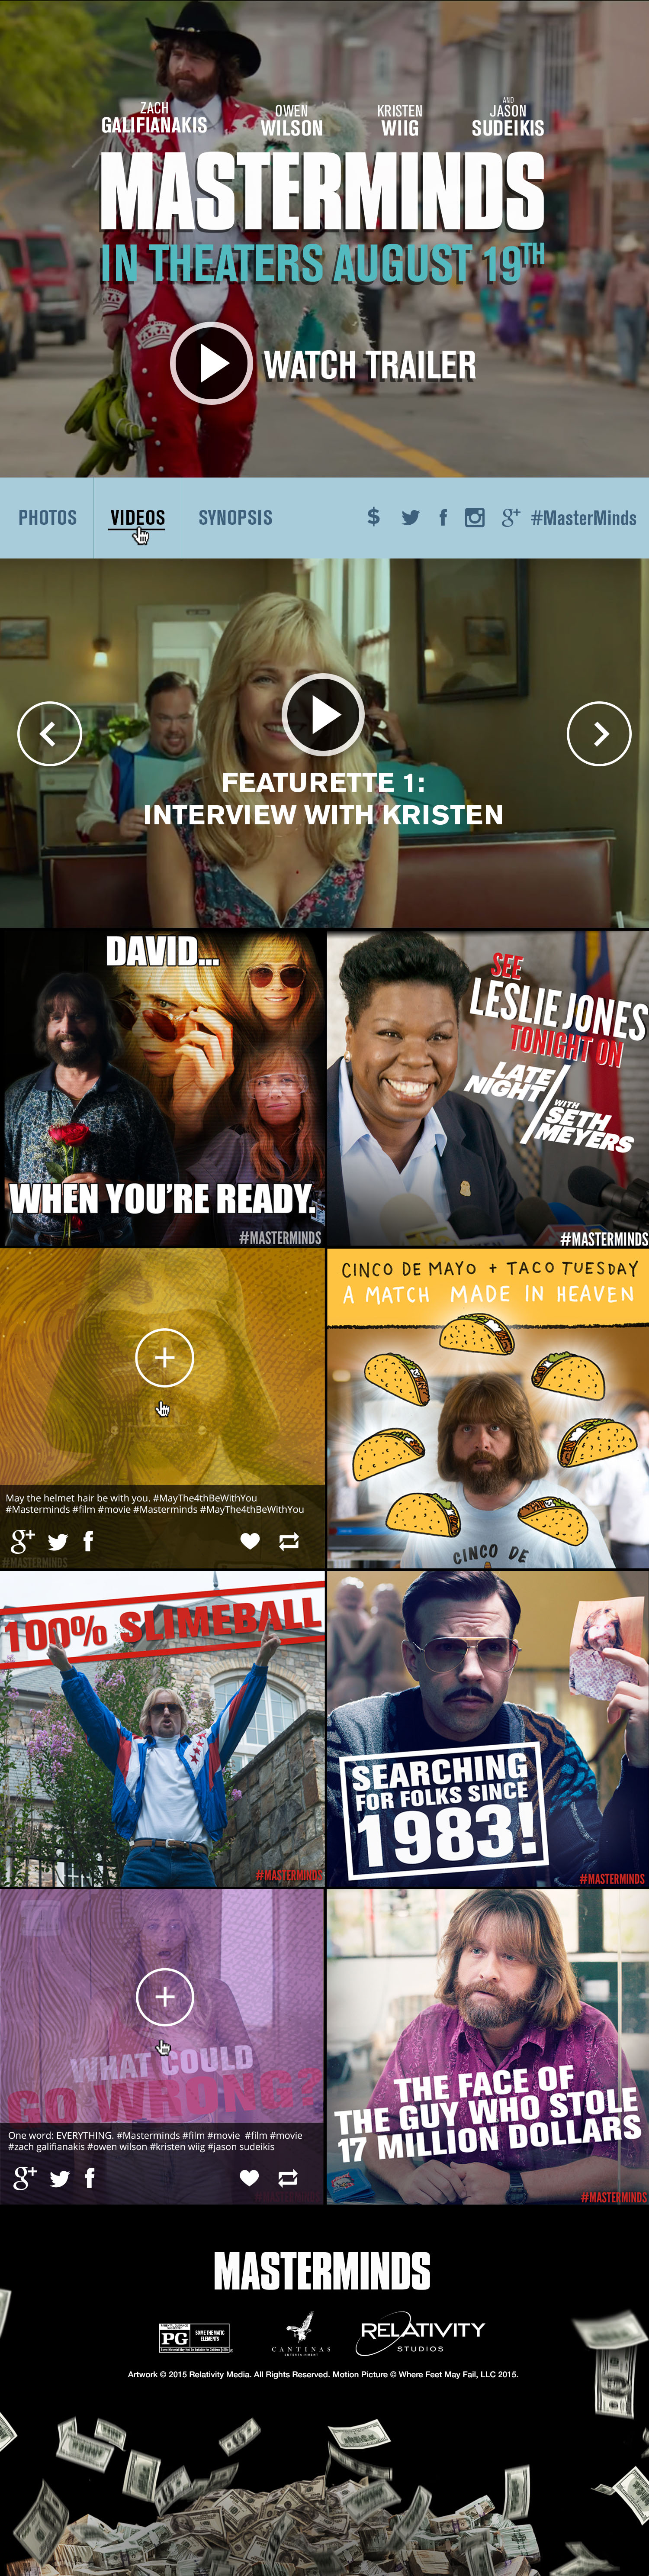 ZACH
GALIFIANAKIS
OWEN
WILSON
KRISTEN
WIIG
AND
JASON
SUDEIKIS
MASTERMINDS
IN THEATERS AUGUST 19TH
WATCH TRAILER
PHOTOS
VIDEOS
SYNOPSIS
$
g+ #MasterMinds
FEATURETTE 1:
INTERVIEW WITH KRISTEN
DAVID...
WHEN YOU'RE READY.
#MASTERMINDS
SEE
LESLIE JONES
TONIGHT ON
LATE
NIGHT
WITH
SETH
MEYERS
#MASTERMINDS
May the helmet hair be with you. #MayThe4thBeWithYou
#Masterminds #film #movie #Masterminds #MayThe4thBeWithYou
g+
#MASTERMINDS
CINCO DE MAYO + TACO TUESDAY
A MATCH MADE IN HEAVEN
CINCO DE
100% SLIMEBALL
#MASTERMINDS
SEARCHING
FOR FOLKS SINCE
1983!
#MASTERMINDS
WHAT COULD
GO WRONG?
One word: EVERYTHING. #Masterminds #film #movie #film #movie
#zach galifianakis #owen wilson #kristen wiig #jason sudeikis
g+
THE FACE OF
THE GUY WHO STOLE
17 MILLION DOLLARS
#MASTERMINDS
MASTERMINDS
PG
SOME THEMATIC
ELEMENTS
CANTINAS
ENTERTAINMENT
RELATIVITY
STUDIOS
Artwork © 2015 Relativity Media. All Rights Reserved. Motion Picture © Where Feet May Fail, LLC 2015.